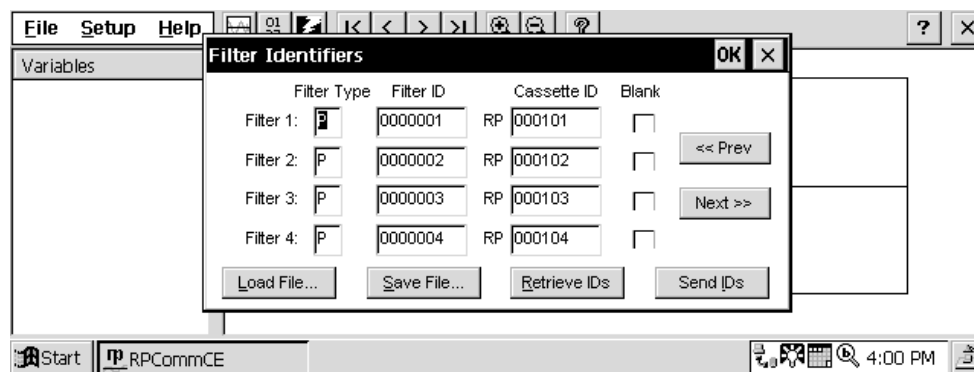 File Setup Help
?
Variables
Filter Identifiers OK
Filter Type Filter ID Cassette ID Blank
Filter 1: P 0000001 RP 000101
<< Prev
Filter 2: P 0000002 RP 000102
Filter 3: P 0000003 RP 000103
Next >>
Filter 4: P 0000004 RP 000104
Load File... Save File... Retrieve IDs Send IDs
Start RPCommCE 4:00 PM